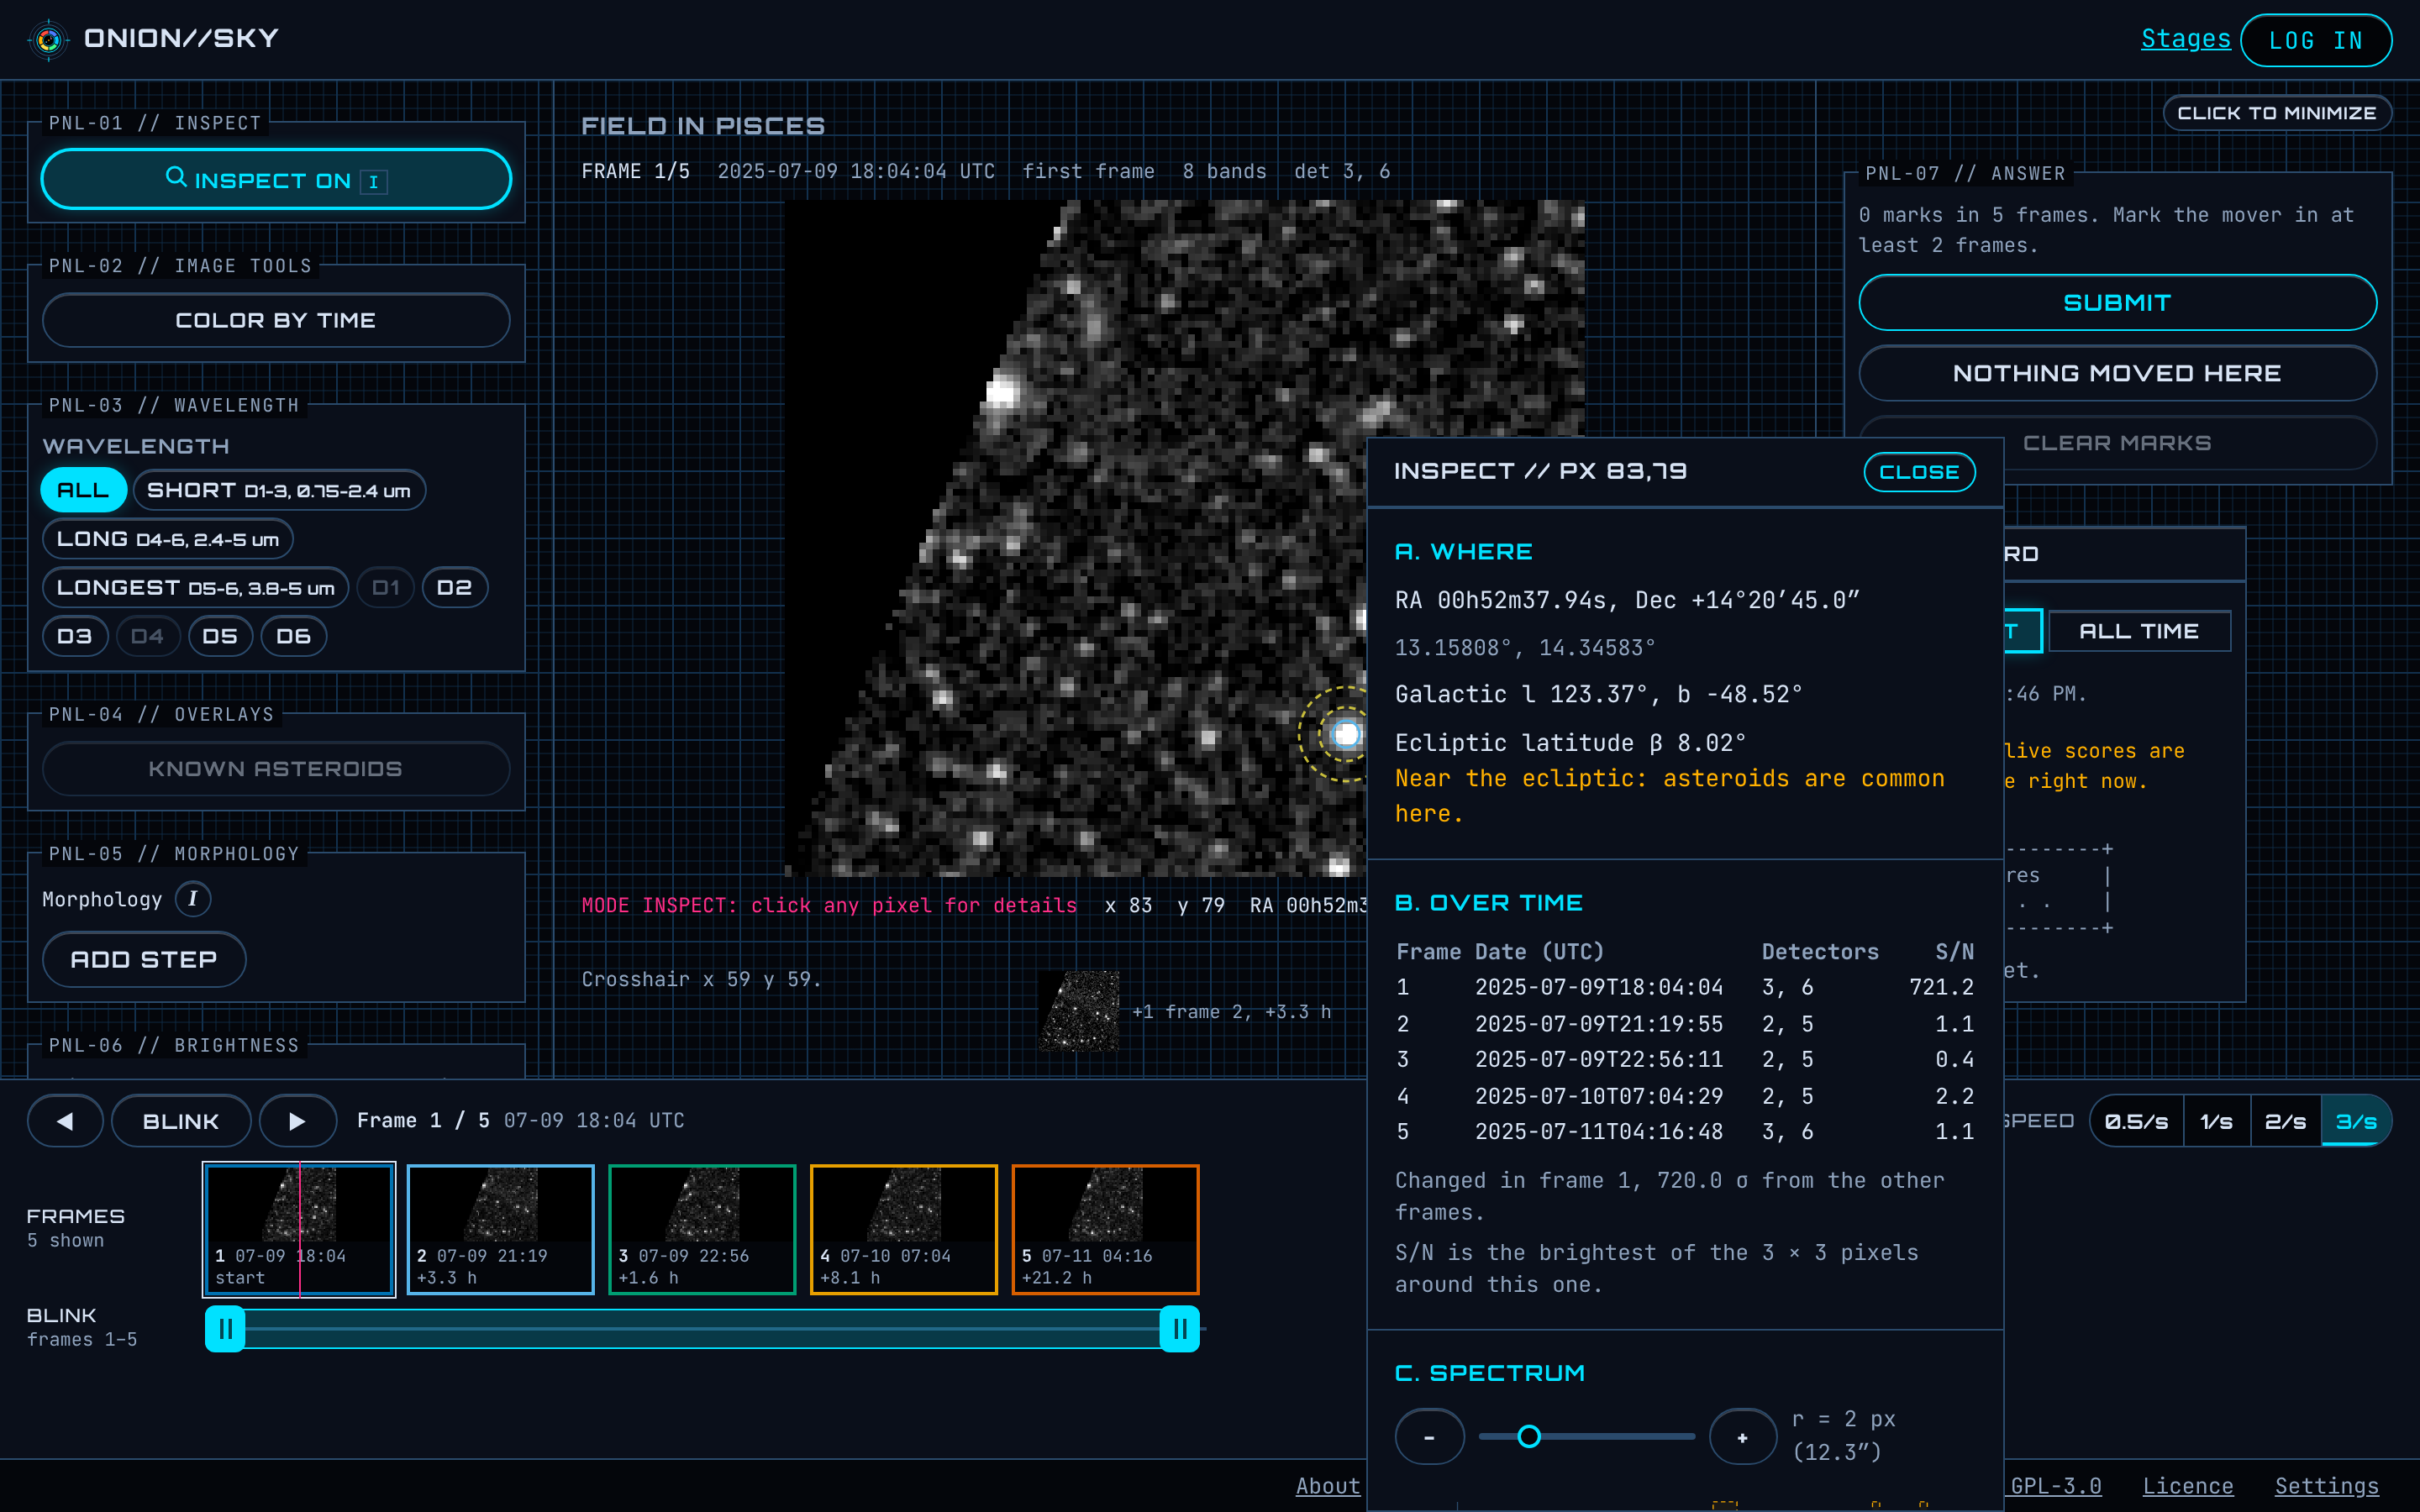 ONION//SKY
Stages
LOG IN
PNL-01 // INSPECT
INSPECT ON I
PNL-02 // IMAGE TOOLS
COLOR BY TIME
PNL-03 // WAVELENGTH
WAVELENGTH
ALL
SHORT D1-3, 0.75-2.4 um
LONG D4-6, 2.4-5 um
LONGEST D5-6, 3.8-5 um
D1
D2
D3
D4
D5
D6
PNL-04 // OVERLAYS
KNOWN ASTEROIDS
PNL-05 // MORPHOLOGY
Morphology I
ADD STEP
PNL-06 // BRIGHTNESS
FIELD IN PISCES
FRAME 1/5 2025-07-09 18:04:04 UTC first frame 8 bands det 3, 6
MODE INSPECT: click any pixel for details x 83 y 79 RA 00h52m3
Crosshair x 59 y 59.
+1 frame 2, +3.3 h
CLICK TO MINIMIZE
PNL-07 // ANSWER
0 marks in 5 frames. Mark the mover in at
least 2 frames.
SUBMIT
NOTHING MOVED HERE
CLEAR MARKS
RD
T
ALL TIME
:46 PM.
live scores are
e right now.
--------+
res |
. . |
--------+
et.
INSPECT // PX 83,79
CLOSE
A. WHERE
RA 00h52m37.94s, Dec +14°20′45.0″
13.15808°, 14.34583°
Galactic l 123.37°, b -48.52°
Ecliptic latitude β 8.02°
Near the ecliptic: asteroids are common
here.
B. OVER TIME
Frame Date (UTC) Detectors S/N
1 2025-07-09T18:04:04 3, 6 721.2
2 2025-07-09T21:19:55 2, 5 1.1
3 2025-07-09T22:56:11 2, 5 0.4
4 2025-07-10T07:04:29 2, 5 2.2
5 2025-07-11T04:16:48 3, 6 1.1
Changed in frame 1, 720.0 σ from the other
frames.
S/N is the brightest of the 3 × 3 pixels
around this one.
C. SPECTRUM
-
+
r = 2 px
(12.3″)
BLINK
Frame 1 / 5 07-09 18:04 UTC
SPEED
0.5/s
1/s
2/s
3/s
FRAMES
5 shown
1 07-09 18:04
start
2 07-09 21:19
+3.3 h
3 07-09 22:56
+1.6 h
4 07-10 07:04
+8.1 h
5 07-11 04:16
+21.2 h
BLINK
frames 1–5
About
GPL-3.0
Licence
Settings